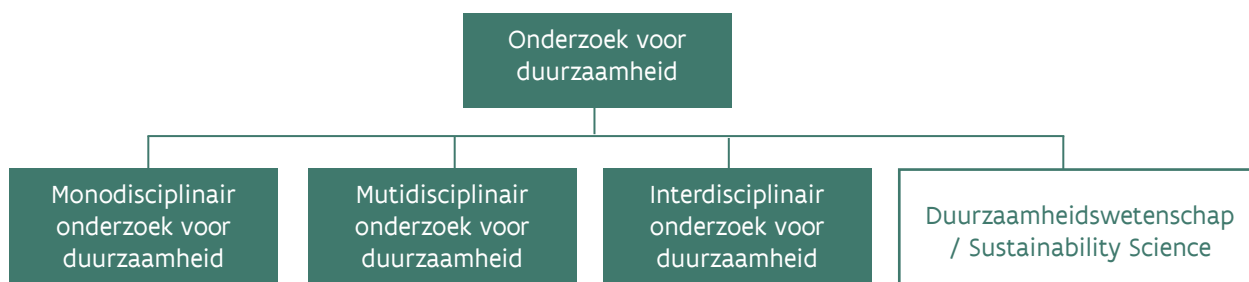 Onderzoek voor
duurzaamheid
Monodisciplinair
onderzoek voor
duurzaamheid
Mutidisciplinair
onderzoek voor
duurzaamheid
Interdisciplinair
onderzoek voor
duurzaamheid
Duurzaamheidswetenschap
/ Sustainability Science